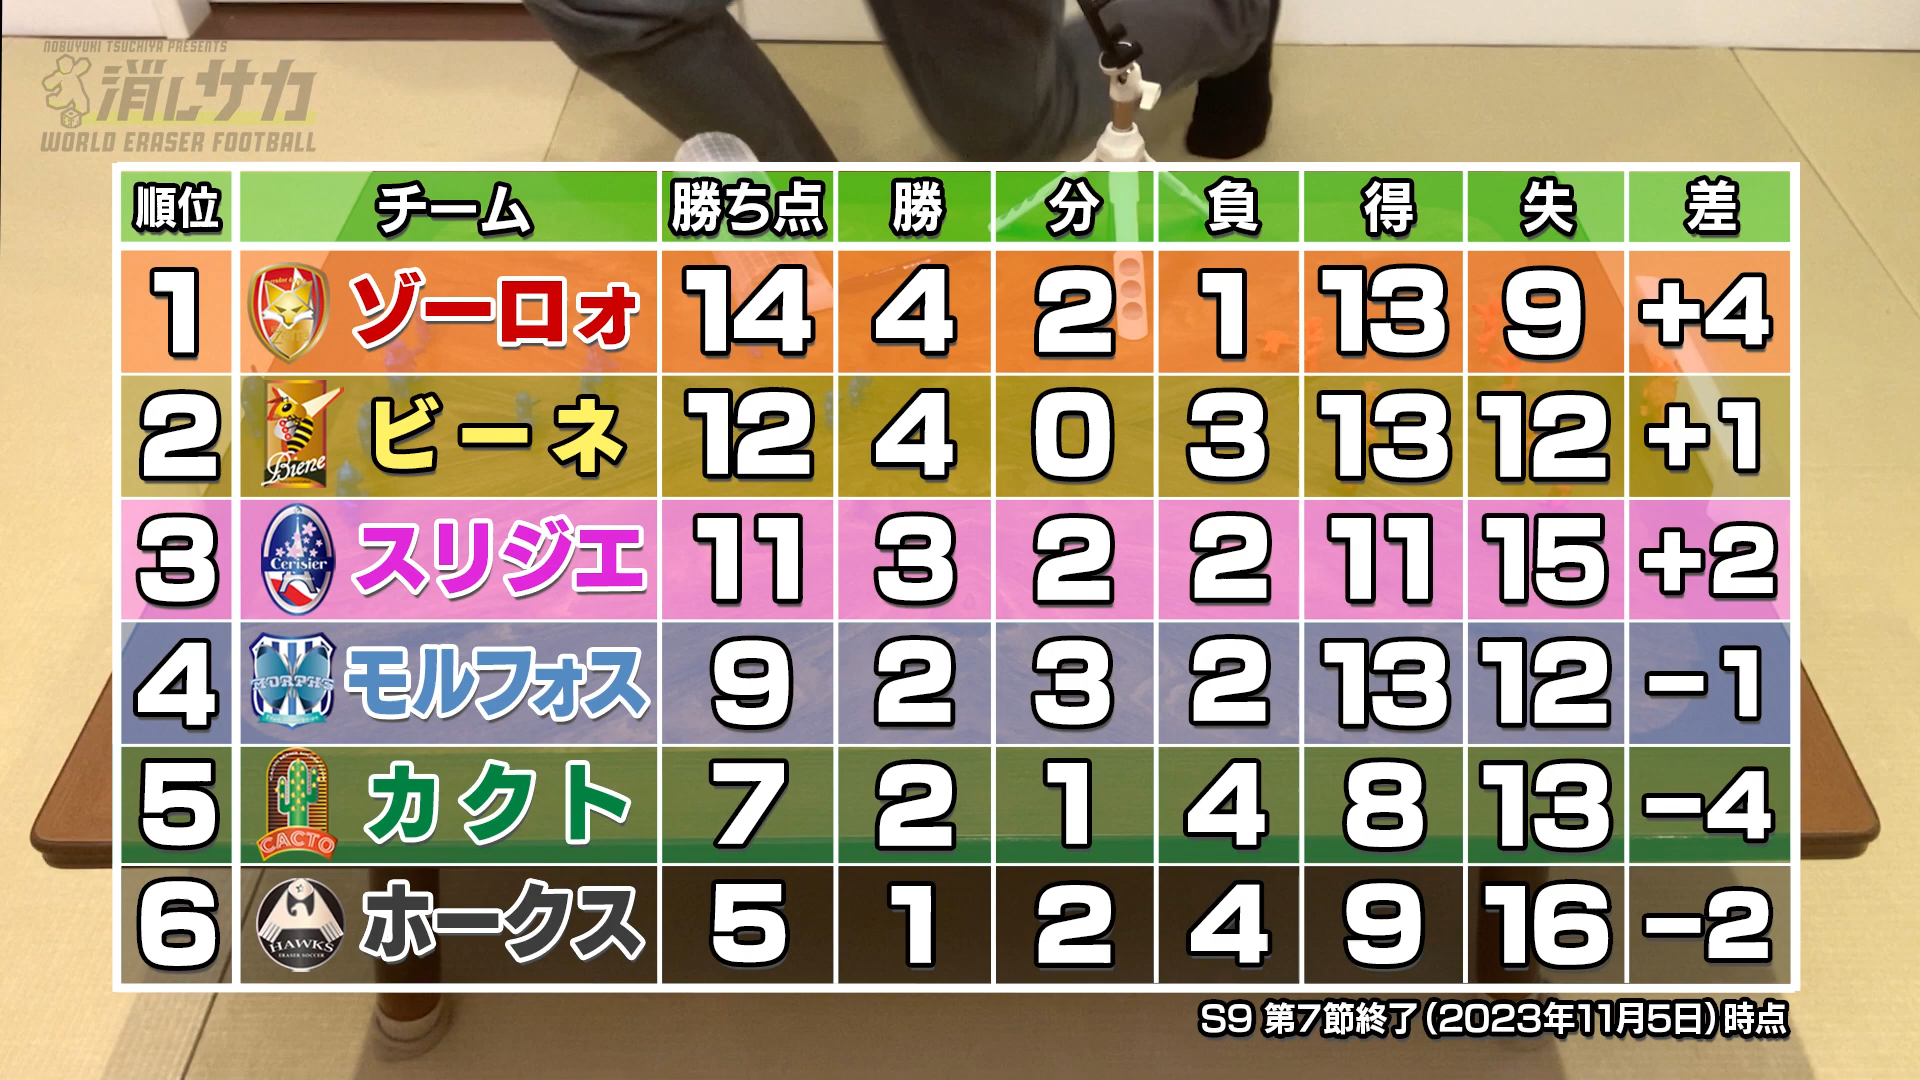 NOBUYUKI TSUCHIYA PRESENTS
消しサカ
WORLD ERASER FOOTBALL
順位 チーム 勝ち点 勝 分 負 得 失 差
1 ゾーロォ 14 4 2 1 13 9 +4
2 Biene ビーネ 12 4 0 3 13 12 +1
3 Cerisier スリジエ 11 3 2 2 11 15 +2
4 MORPHS モルフォス 9 2 3 2 13 12 -1
5 CACTO カクト 7 2 1 4 8 13 -4
6 HAWKS ERASER SOCCER ホークス 5 1 2 4 9 16 -2
S9 第7節終了(2023年11月5日)時点